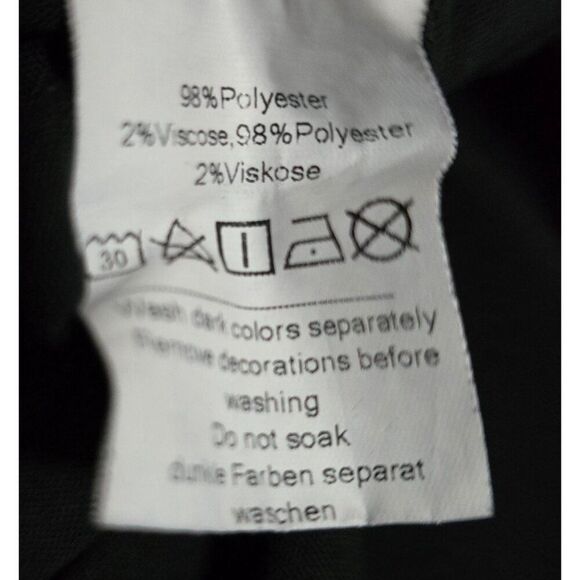 98%Polyester
2%Viscose,98%Polyester
2%Viskose
30
colors separately
decorations before
washing
Do not soak
dunkle Farben separat
waschen